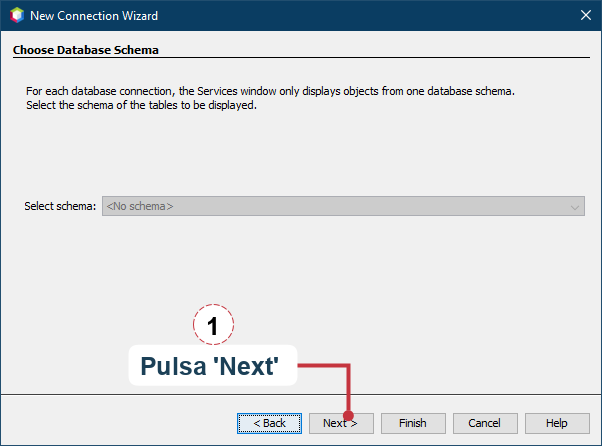 New Connection Wizard
Choose Database Schema
For each database connection, the Services window only displays objects from one database schema.
Select the schema of the tables to be displayed.
Select schema: <No schema>
1
Pulsa 'Next'
< Back Next > Finish Cancel Help